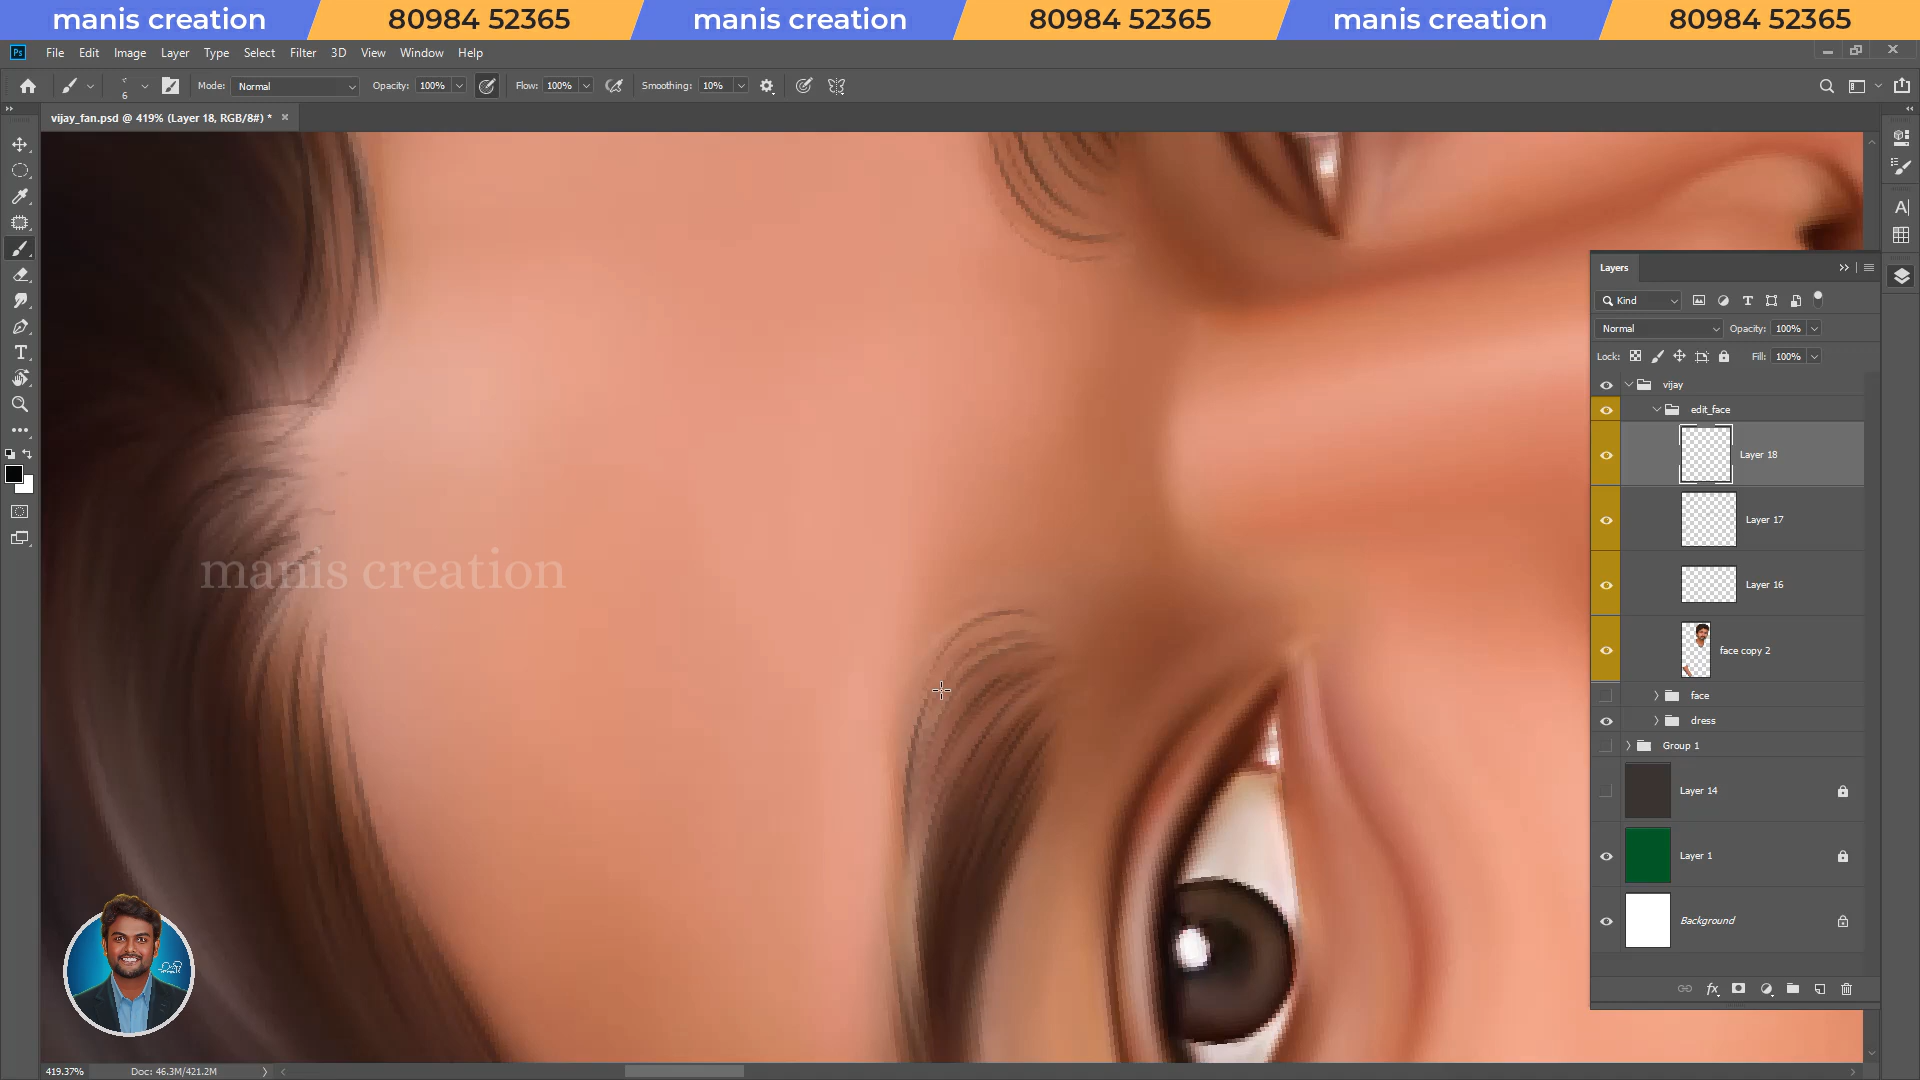 manis creation 80984 52365 manis creation 80984 52365 manis creation 80984 52365
Ps File Edit Image Layer Type Select Filter 3D View Window Help
6 Mode: Normal Opacity: 100% Flow: 100% Smoothing: 10%
vijay_fan.psd @ 419% (Layer 18, RGB/8#) *
Layers
Kind
Normal Opacity: 100%
Lock: Fill: 100%
vijay
edit_face
Layer 18
Layer 17
Layer 16
face copy 2
face
dress
Group 1
Layer 14
Layer 1
Background
manis creation
419.37% Doc: 46.3M/421.2M